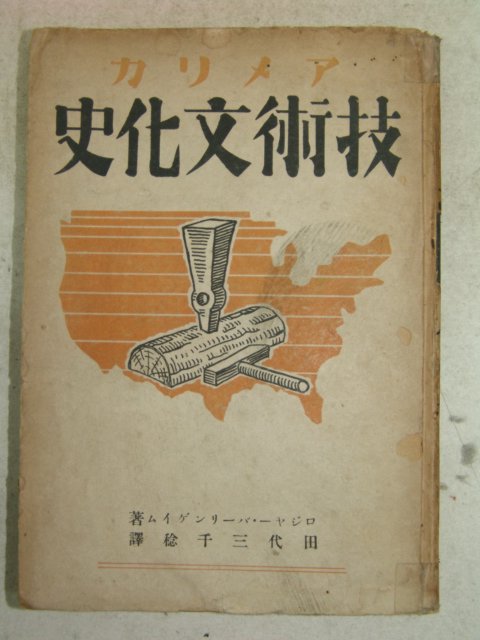 アメリカ
技術文化史
ロジヤー・バーリンゲイム著
田代三千稔譯